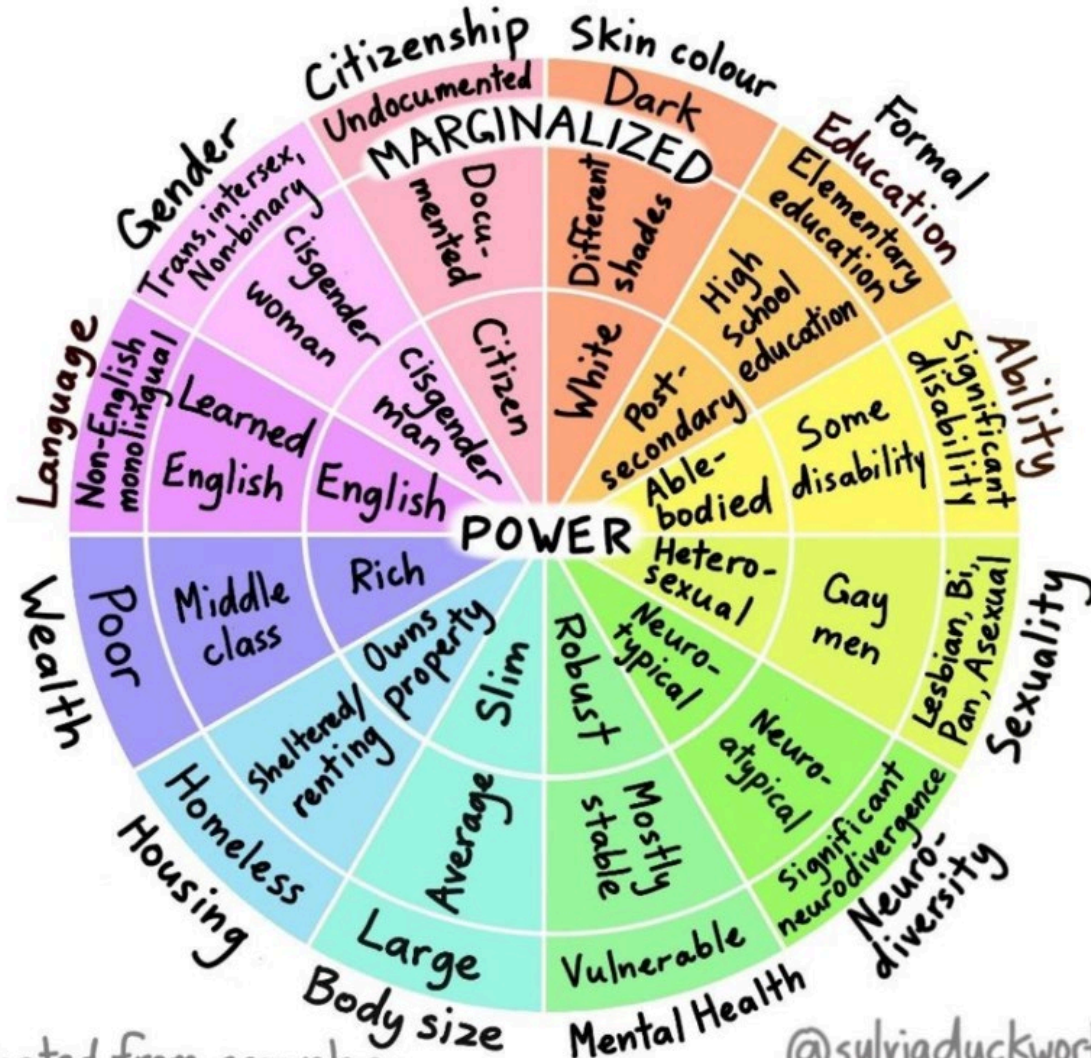 Citizenship
Undocumented
Docu-
mented
Citizen
Skin colour
Dark
Different
shades
White
Formal
Education
Elementary
education
High
school
education
Post-
secondary
Ability
Significant
disability
Some
disability
Able-
bodied
Sexuality
Lesbian, Bi,
Pan, Asexual
Gay
men
Hetero-
sexual
Neuro-
diversity
Significant
neurodivergence
Neuro-
atypical
Neuro-
typical
Mental Health
Vulnerable
Mostly
stable
Robust
Body size
Large
Average
Slim
Housing
Homeless
Sheltered/
renting
Owns
property
Wealth
Poor
Middle
class
Rich
Language
Non-English
monolingual
Learned
English
English
Gender
Trans, intersex,
Non-binary
Cisgender
woman
Cisgender
man
MARGINALIZED
POWER
from
@sylviaduckwor